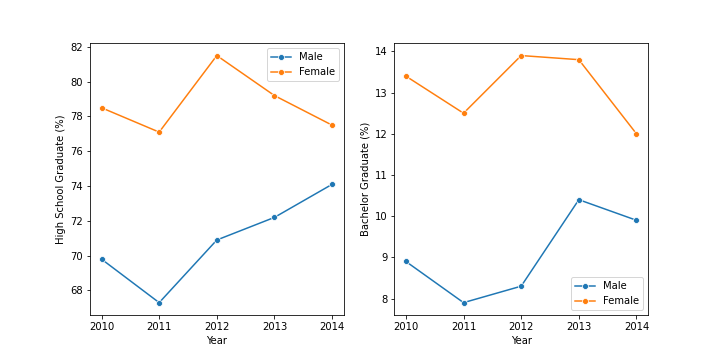 82
80
78
76
74
72
70
68
High School Graduate (%)
Male
Female
2010 2011 2012 2013 2014
Year
14
13
12
11
10
9
8
Bachelor Graduate (%)
Male
Female
2010 2011 2012 2013 2014
Year